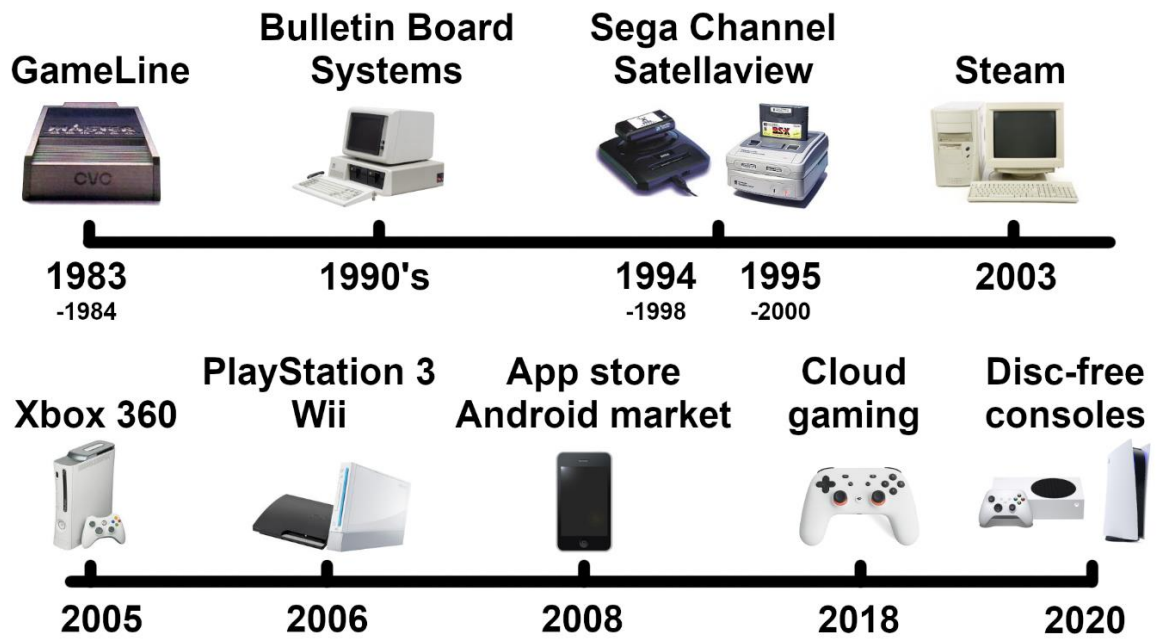 GameLine
Bulletin Board
Systems
Sega Channel
Satellaview
Steam
CVC
BS-X
1983
-1984
1990's
1994
-1998
1995
-2000
2003
Xbox 360
PlayStation 3
Wii
App store
Android market
Cloud
gaming
Disc-free
consoles
2005
2006
2008
2018
2020